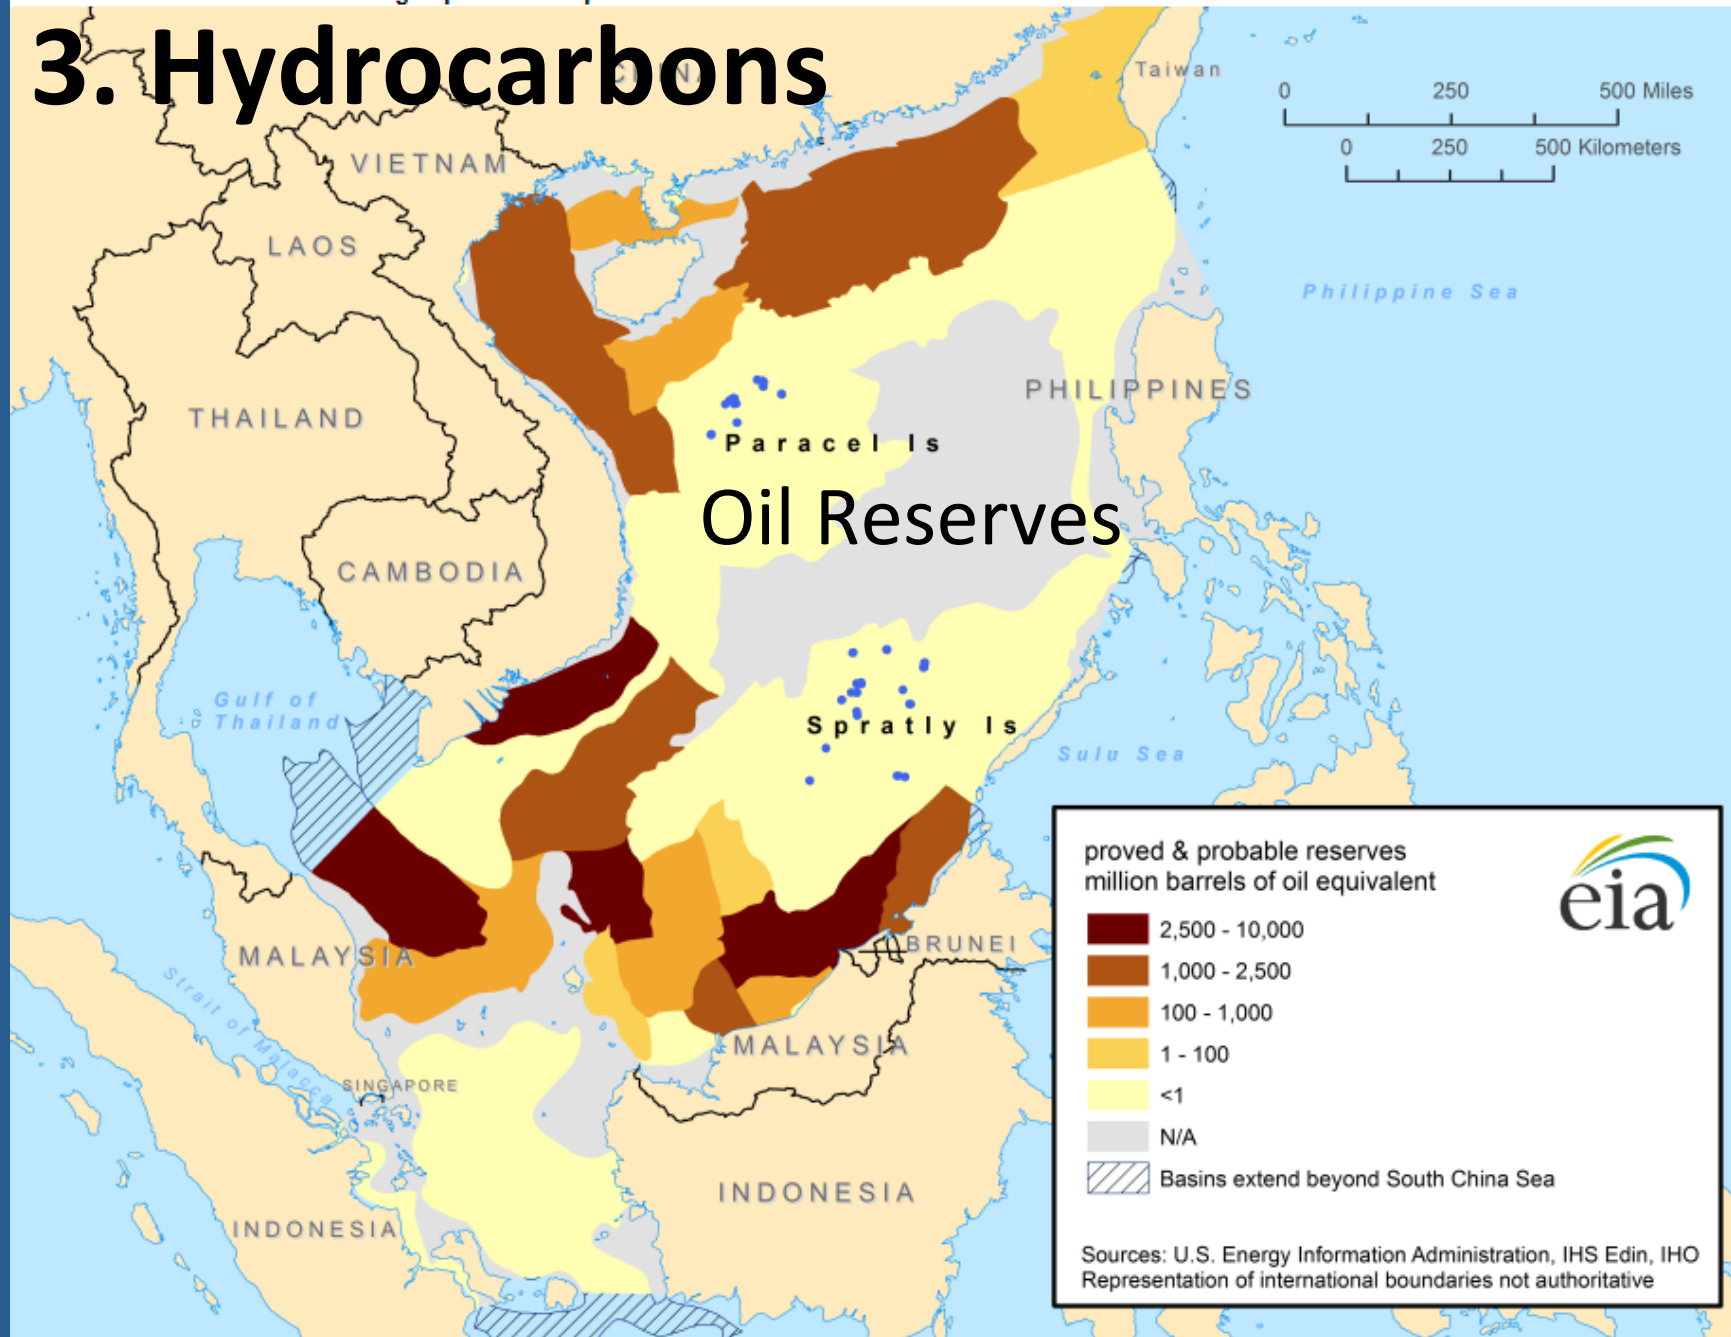 3. Hydrocarbons
CHINA
Taiwan
0 250 500 Miles
0 250 500 Kilometers
VIETNAM
LAOS
Philippine Sea
THAILAND
PHILIPPINES
Paracel Is
Oil Reserves
CAMBODIA
Gulf of
Thailand
Spratly Is
Sulu Sea
proved & probable reserves
million barrels of oil equivalent
eia
2,500 - 10,000
1,000 - 2,500
100 - 1,000
1 - 100
<1
N/A
Basins extend beyond South China Sea
Sources: U.S. Energy Information Administration, IHS Edin, IHO
Representation of international boundaries not authoritative
MALAYSIA
BRUNEI
Strait of Malacca
MALAYSIA
SINGAPORE
INDONESIA
INDONESIA